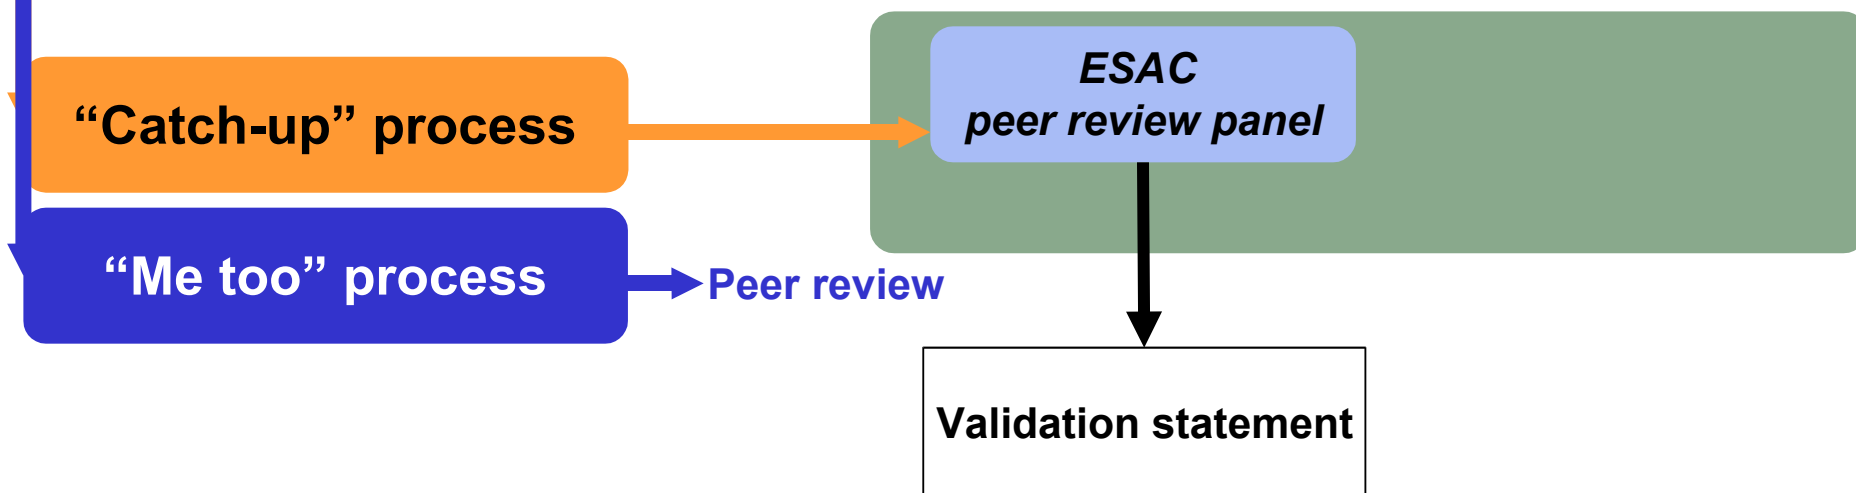 ESAC
peer review panel
“Catch-up” process
“Me too” process
Peer review
Validation statement